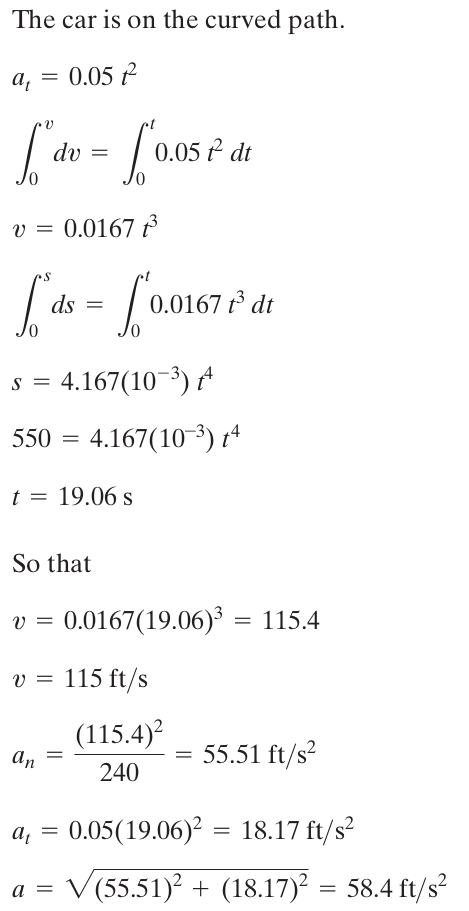 The car is on the curved path.
a_t = 0.05 t²
∫₀ᵛ dv = ∫₀ᵗ 0.05 t² dt
v = 0.0167 t³
∫₀ˢ ds = ∫₀ᵗ 0.0167 t³ dt
s = 4.167(10⁻³) t⁴
550 = 4.167(10⁻³) t⁴
t = 19.06 s
So that
v = 0.0167(19.06)³ = 115.4
v = 115 ft/s
a_n = (115.4)²/240 = 55.51 ft/s²
a_t = 0.05(19.06)² = 18.17 ft/s²
a = √((55.51)² + (18.17)²) = 58.4 ft/s²